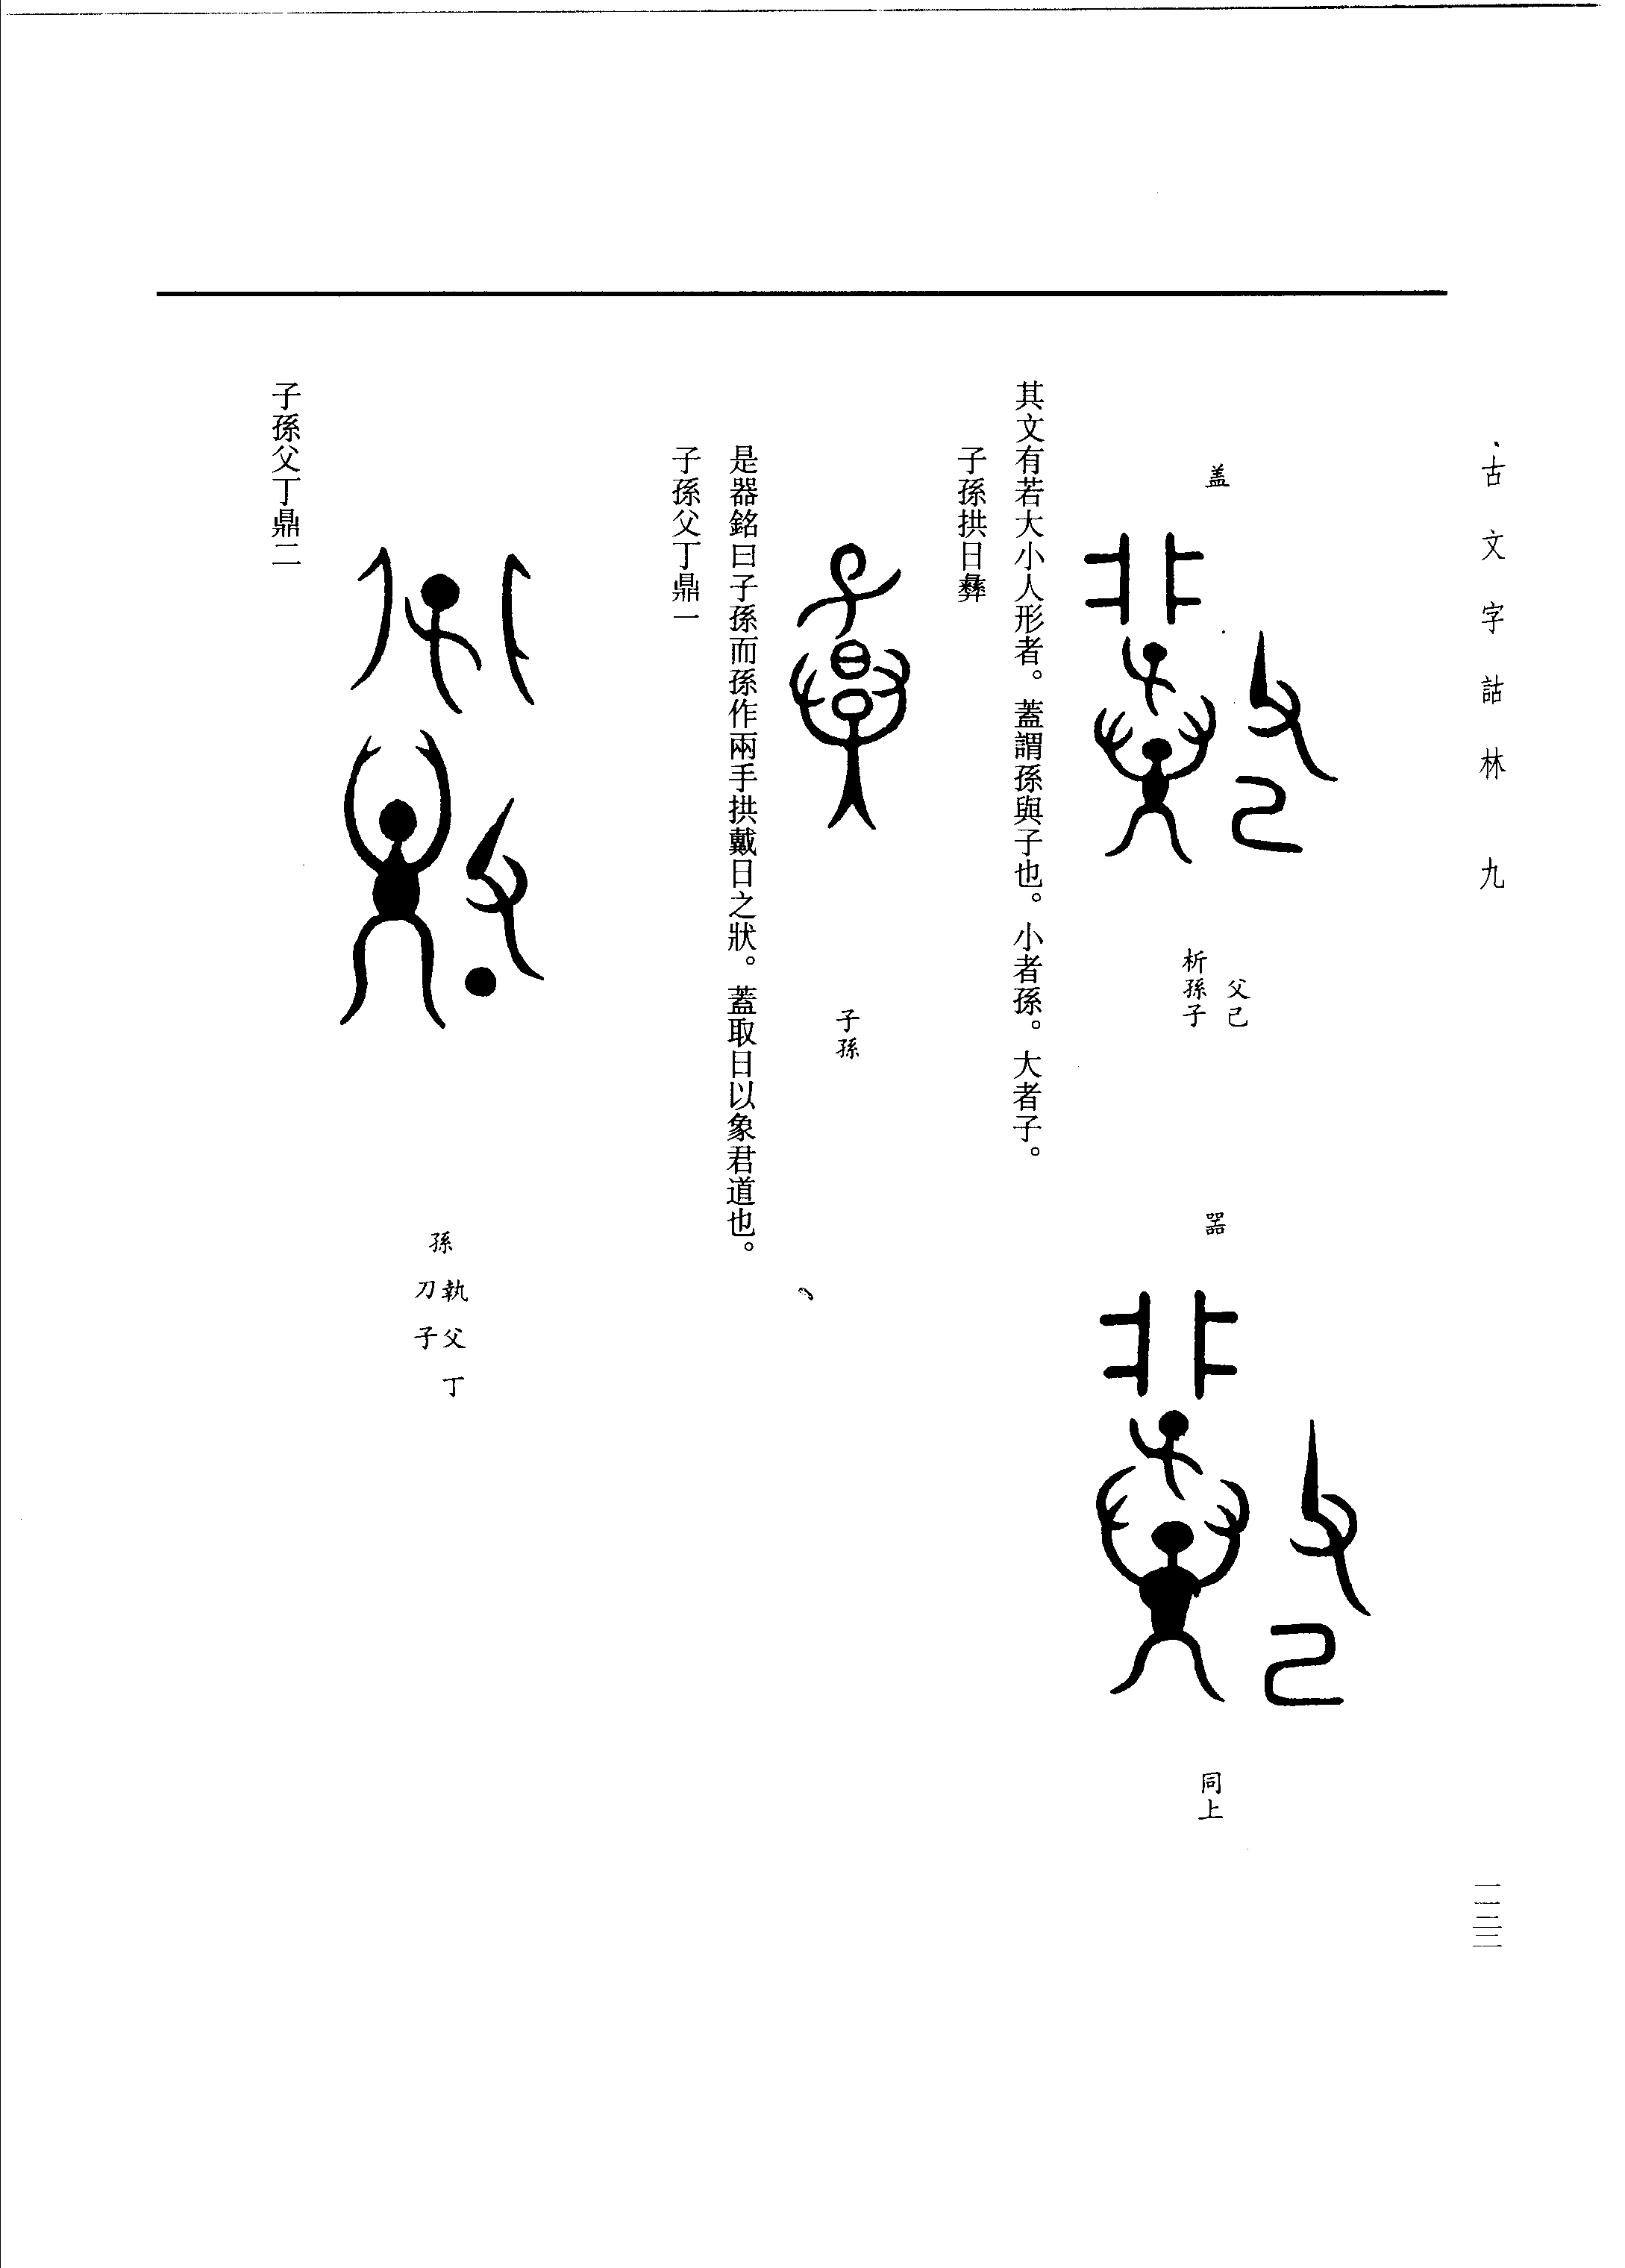 古文字詁林 九
盖
父己
析孫子
器
同上
其文有若大小人形者。蓋謂孫與子也。小者孫。大者子。
子孫拱日彝
子孫
是器銘曰子孫而孫作兩手拱戴日之狀。蓋取日以象君道也。
子孫父丁鼎一
孫
執父丁
刀子
子孫父丁鼎二